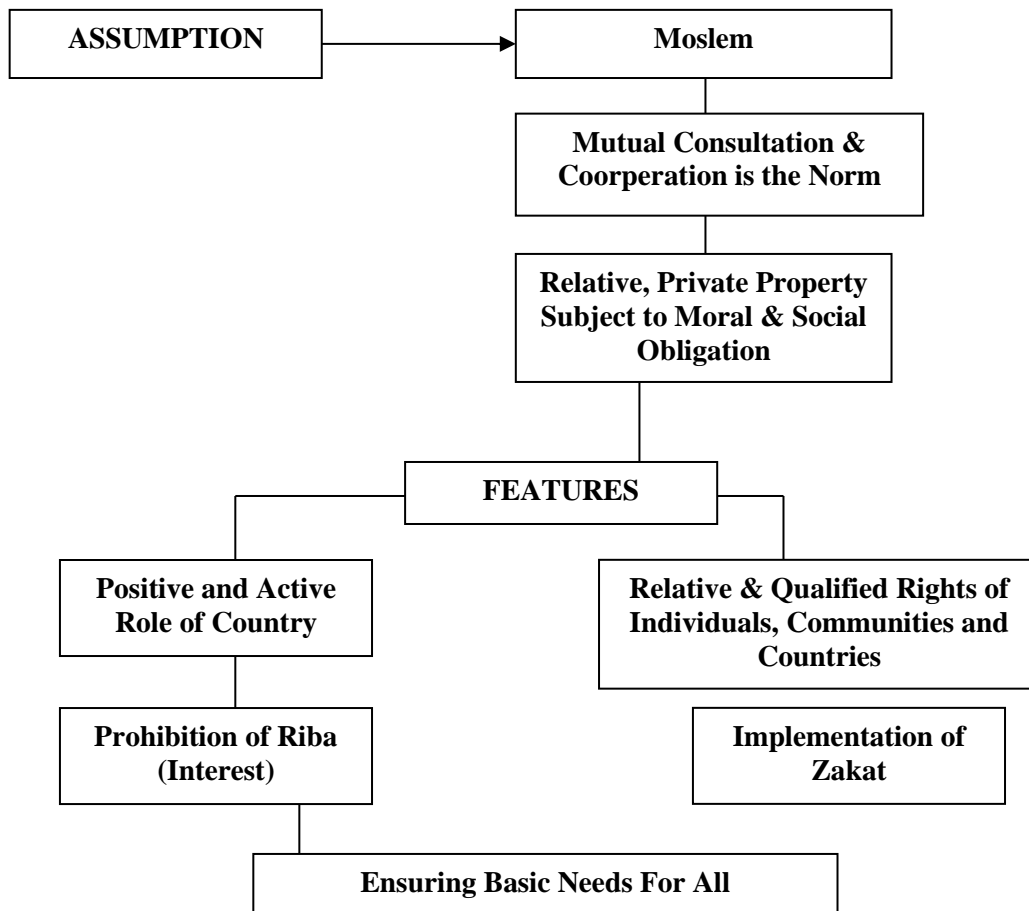 ASSUMPTION
Moslem
Mutual Consultation &
Coorperation is the Norm
Relative, Private Property
Subject to Moral & Social
Obligation
FEATURES
Positive and Active
Role of Country
Relative & Qualified Rights of
Individuals, Communities and
Countries
Prohibition of Riba
(Interest)
Implementation of
Zakat
Ensuring Basic Needs For All